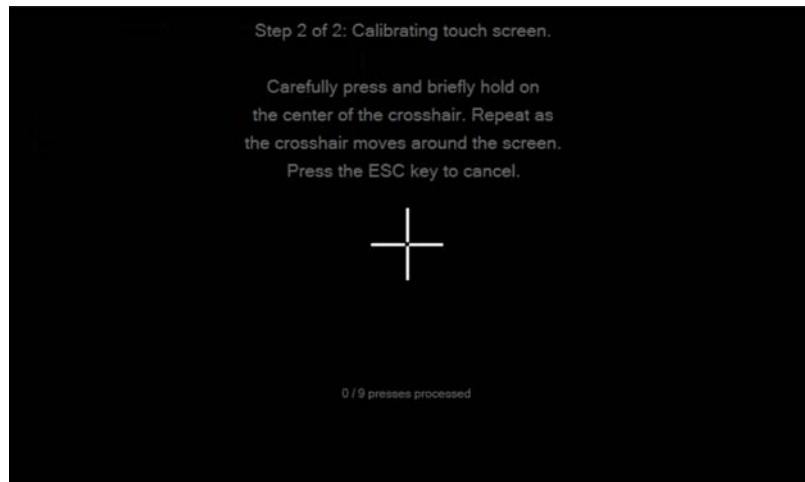 Step 2 of 2: Calibrating touch screen.
Carefully press and briefly hold on
the center of the crosshair. Repeat as
the crosshair moves around the screen.
Press the ESC key to cancel.
0 / 9 presses processed